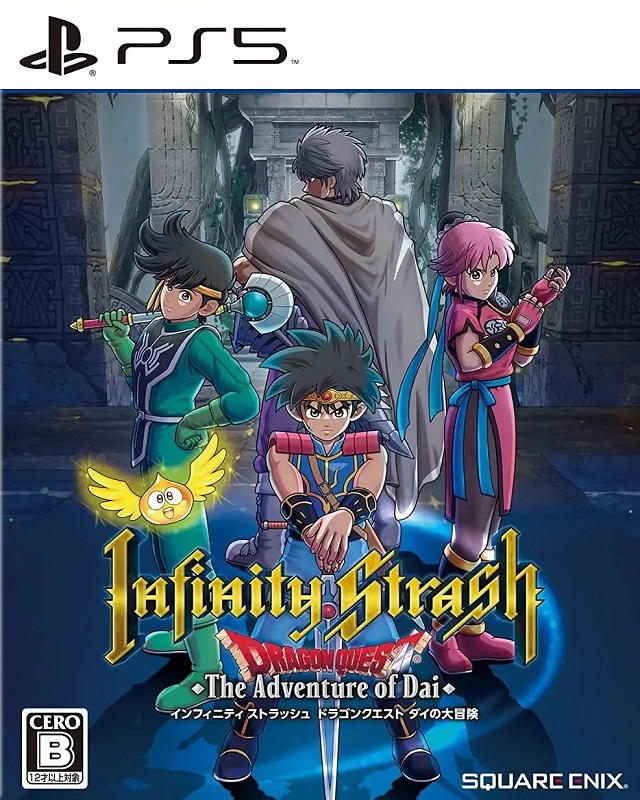 PS5
Infinity Strash
DRAGON QUEST
The Adventure of Dai
インフィニティ ストラッシュ ドラゴンクエスト ダイの大冒険
CERO
B
12才以上対象
SQUARE ENIX